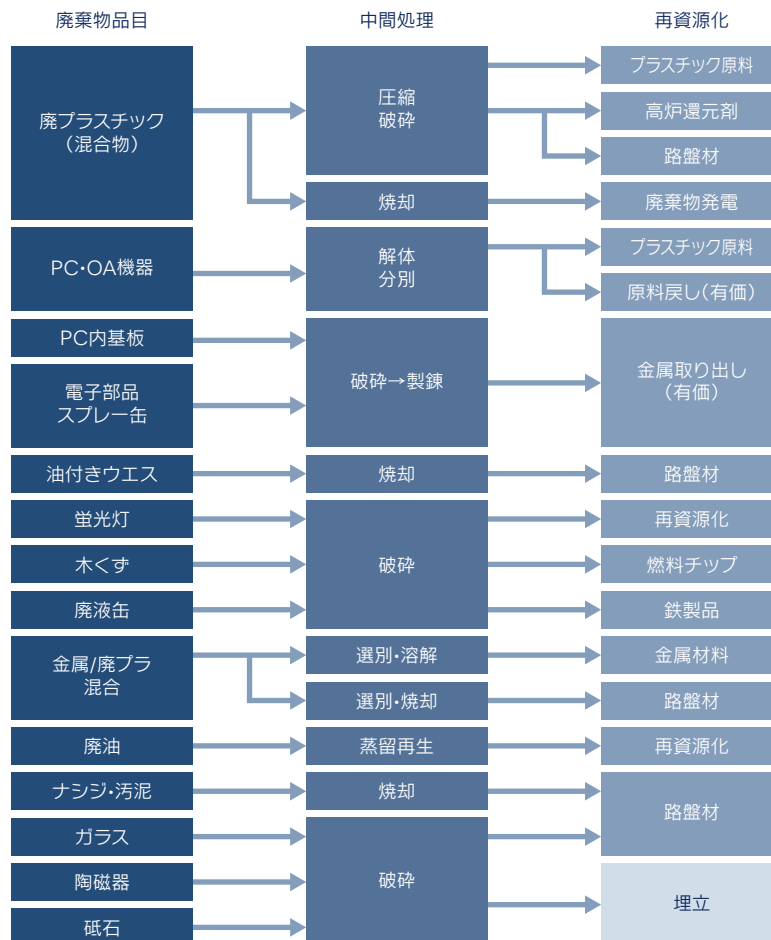 廃棄物品目
中間処理
再資源化
廃プラスチック
（混合物）
圧縮
破砕
プラスチック原料
高炉還元剤
路盤材
焼却
廃棄物発電
PC・OA機器
解体
分別
プラスチック原料
原料戻し（有価）
PC内基板
電子部品
スプレー缶
破砕→製錬
金属取り出し
（有価）
油付きウエス
焼却
路盤材
蛍光灯
木くず
廃液缶
破砕
再資源化
燃料チップ
鉄製品
金属/廃プラ
混合
選別・溶解
金属材料
選別・焼却
路盤材
廃油
蒸留再生
再資源化
ナシジ・汚泥
焼却
路盤材
ガラス
陶磁器
砥石
破砕
埋立